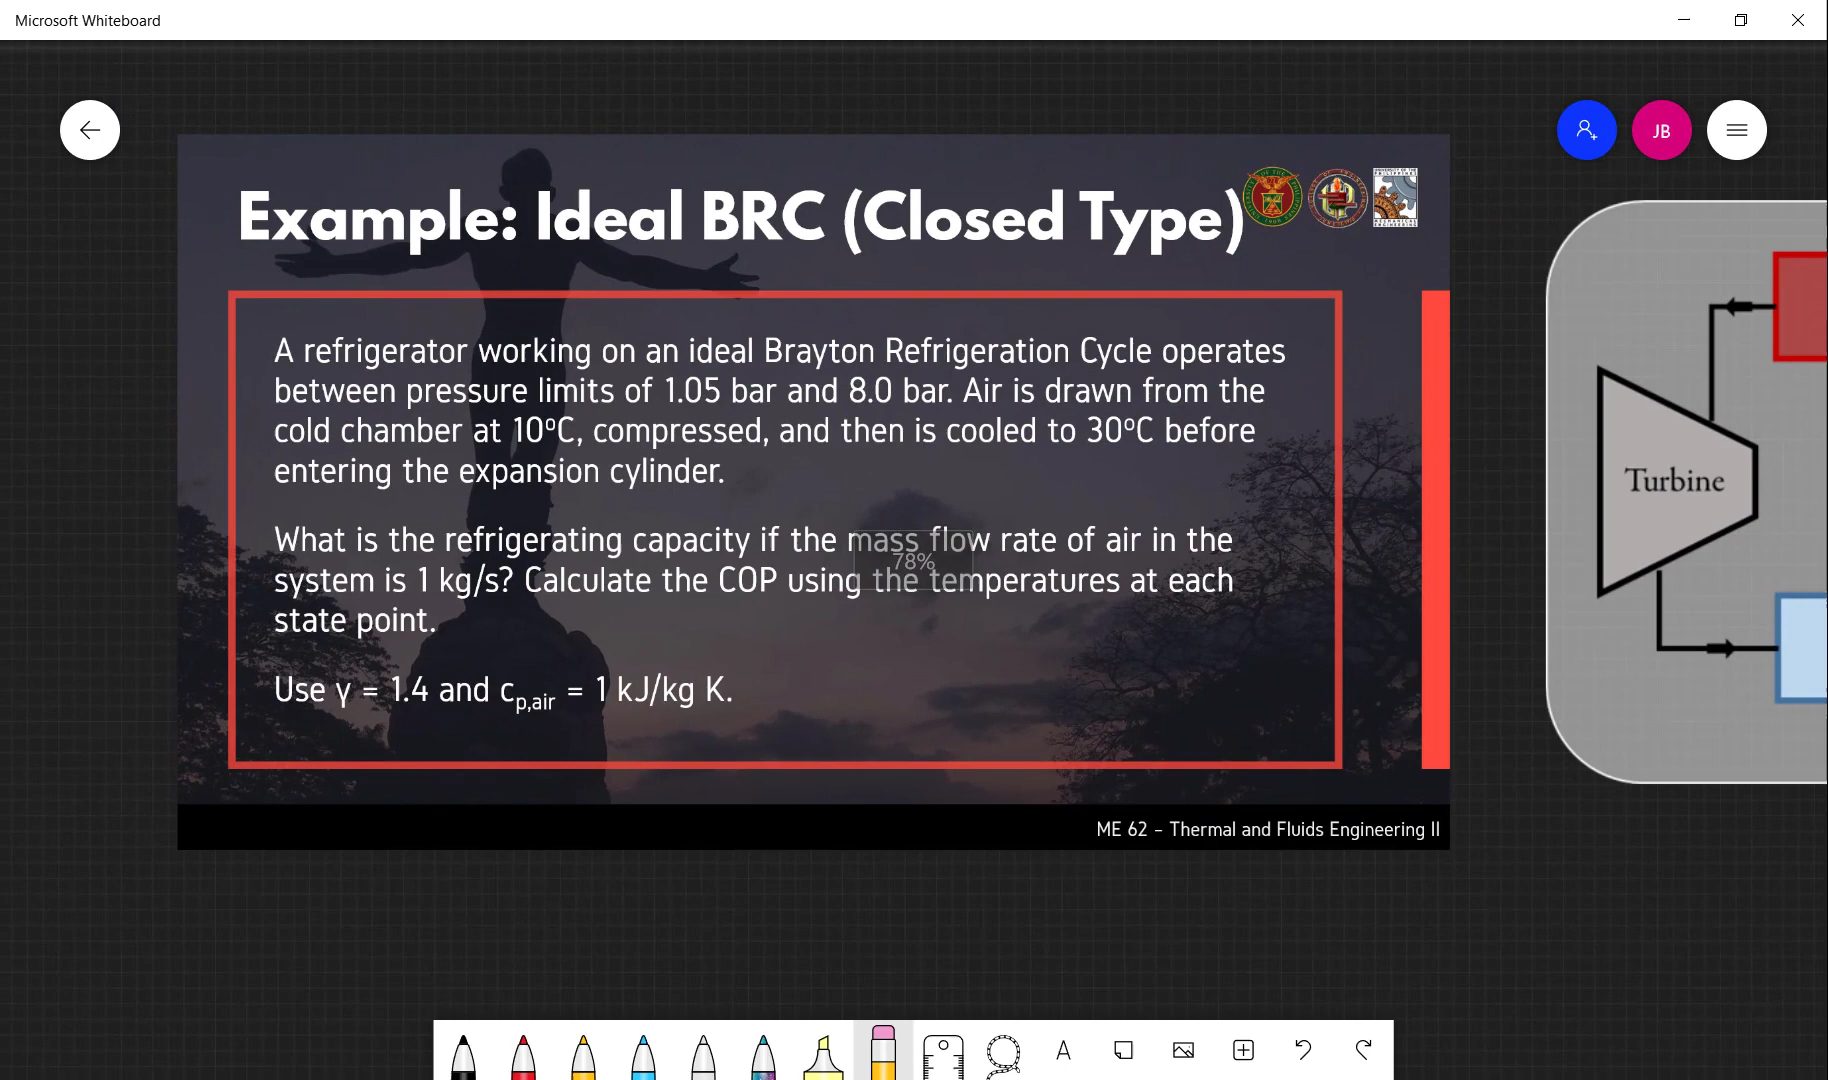 Microsoft Whiteboard
JB
Example: Ideal BRC (Closed Type)
A refrigerator working on an ideal Brayton Refrigeration Cycle operates
between pressure limits of 1.05 bar and 8.0 bar. Air is drawn from the
cold chamber at 10ºC, compressed, and then is cooled to 30ºC before
entering the expansion cylinder.
What is the refrigerating capacity if the mass flow rate of air in the
78%
system is 1 kg/s? Calculate the COP using the temperatures at each
state point.
Use γ = 1.4 and cp,air = 1 kJ/kg K.
Turbine
ME 62 – Thermal and Fluids Engineering II